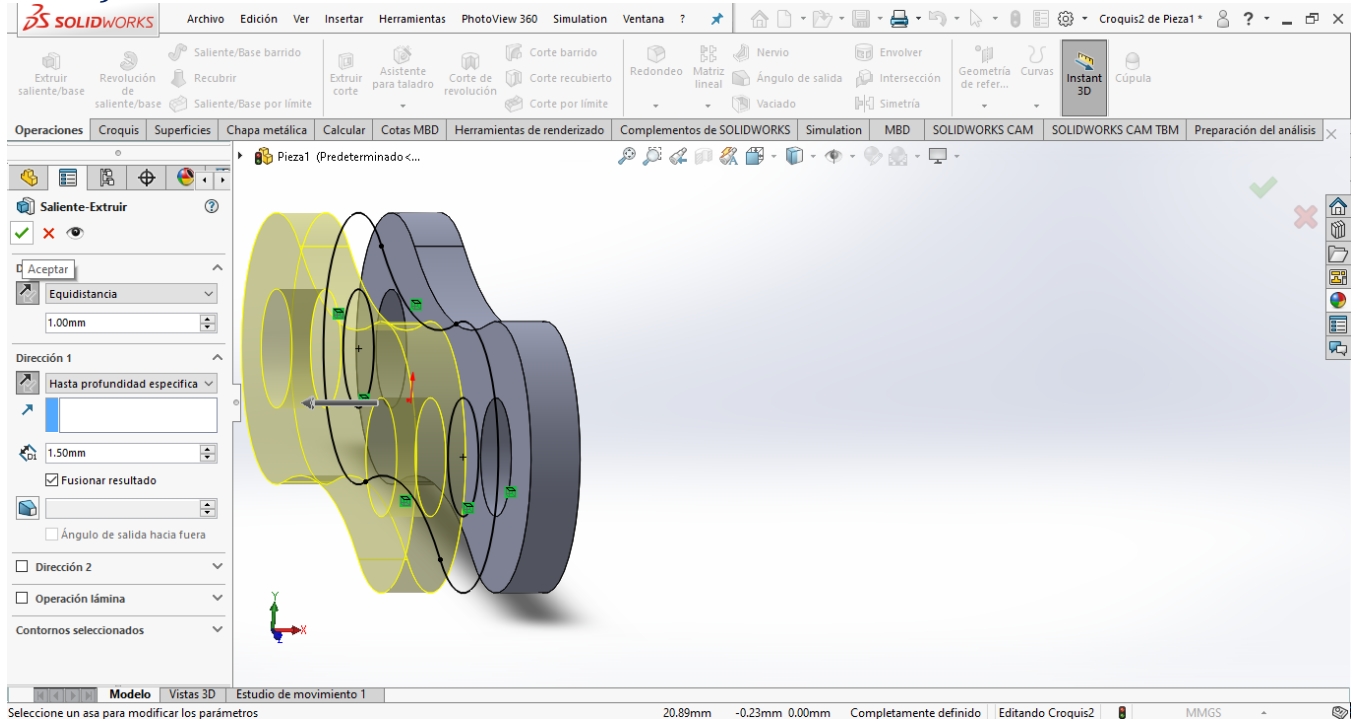 SOLIDWORKS Archivo Edición Ver Insertar Herramientas PhotoView 360 Simulation Ventana ? Croquis2 de Pieza1 * ?
Extruir saliente/base
Revolución de saliente/base
Saliente/Base barrido
Recubrir
Saliente/Base por límite
Extruir corte
Asistente para taladro
Corte de revolución
Corte barrido
Corte recubierto
Corte por límite
Redondeo
Matriz lineal
Nervio
Ángulo de salida
Vaciado
Envolver
Intersección
Simetría
Geometría de refer...
Curvas
Instant 3D
Cúpula
Operaciones Croquis Superficies Chapa metálica Calcular Cotas MBD Herramientas de renderizado Complementos de SOLIDWORKS Simulation MBD SOLIDWORKS CAM SOLIDWORKS CAM TBM Preparación del análisis
Pieza1 (Predeterminado<...
Saliente-Extruir
Aceptar
Equidistancia
1.00mm
Dirección 1
Hasta profundidad especifica
1.50mm
Fusionar resultado
Ángulo de salida hacia fuera
Dirección 2
Operación lámina
Contornos seleccionados
Y
X
Z
Modelo Vistas 3D Estudio de movimiento 1
Seleccione un asa para modificar los parámetros 20.89mm -0.23mm 0.00mm Completamente definido Editando Croquis2 MMGS